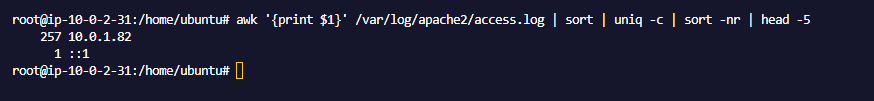 root@ip-10-0-2-31:/home/ubuntu# awk '{print $1}' /var/log/apache2/access.log | sort | uniq -c | sort -nr | head -5
    257 10.0.1.82
      1 ::1
root@ip-10-0-2-31:/home/ubuntu#